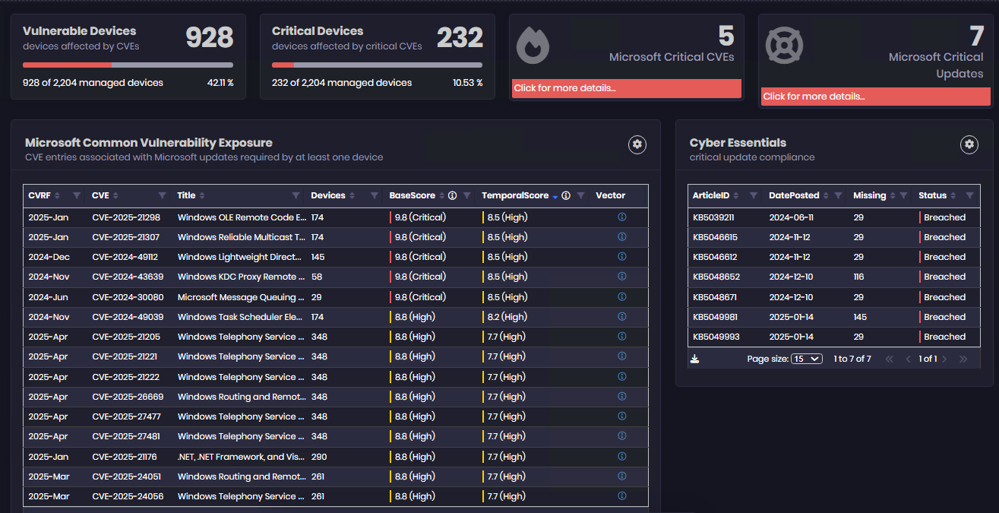 Vulnerable Devices
devices affected by CVEs
928
928 of 2,204 managed devices 42.11 %
Critical Devices
devices affected by critical CVEs
232
232 of 2,204 managed devices 10.53 %
5
Microsoft Critical CVEs
Click for more details...
7
Microsoft Critical
Updates
Click for more details...
Microsoft Common Vulnerability Exposure
CVE entries associated with Microsoft updates required by at least one device
CVRF CVE Title Devices BaseScore TemporalScore Vector
2025-Jan CVE-2025-21298 Windows OLE Remote Code E... 174 9.8 (Critical) 8.5 (High)
2025-Jan CVE-2025-21307 Windows Reliable Multicast T... 174 9.8 (Critical) 8.5 (High)
2024-Dec CVE-2024-49112 Windows Lightweight Direct... 145 9.8 (Critical) 8.5 (High)
2024-Nov CVE-2024-43639 Windows KDC Proxy Remote ... 58 9.8 (Critical) 8.5 (High)
2024-Jun CVE-2024-30080 Microsoft Message Queuing ... 29 9.8 (Critical) 8.5 (High)
2024-Nov CVE-2024-49039 Windows Task Scheduler Ele... 174 8.8 (High) 8.2 (High)
2025-Apr CVE-2025-21205 Windows Telephony Service ... 348 8.8 (High) 7.7 (High)
2025-Apr CVE-2025-21221 Windows Telephony Service ... 348 8.8 (High) 7.7 (High)
2025-Apr CVE-2025-21222 Windows Telephony Service ... 348 8.8 (High) 7.7 (High)
2025-Apr CVE-2025-26669 Windows Routing and Remot... 348 8.8 (High) 7.7 (High)
2025-Apr CVE-2025-27477 Windows Telephony Service ... 348 8.8 (High) 7.7 (High)
2025-Apr CVE-2025-27481 Windows Telephony Service ... 348 8.8 (High) 7.7 (High)
2025-Jan CVE-2025-21176 .NET, .NET Framework, and Vis... 290 8.8 (High) 7.7 (High)
2025-Mar CVE-2025-24051 Windows Routing and Remot... 261 8.8 (High) 7.7 (High)
2025-Mar CVE-2025-24056 Windows Telephony Service ... 261 8.8 (High) 7.7 (High)
Cyber Essentials
critical update compliance
ArticleID DatePosted Missing Status
KB5039211 2024-06-11 29 Breached
KB5046615 2024-11-12 29 Breached
KB5046612 2024-11-12 29 Breached
KB5048652 2024-12-10 116 Breached
KB5048671 2024-12-10 29 Breached
KB5049981 2025-01-14 145 Breached
KB5049993 2025-01-14 29 Breached
Page size: 15 1 to 7 of 7 1 of 1